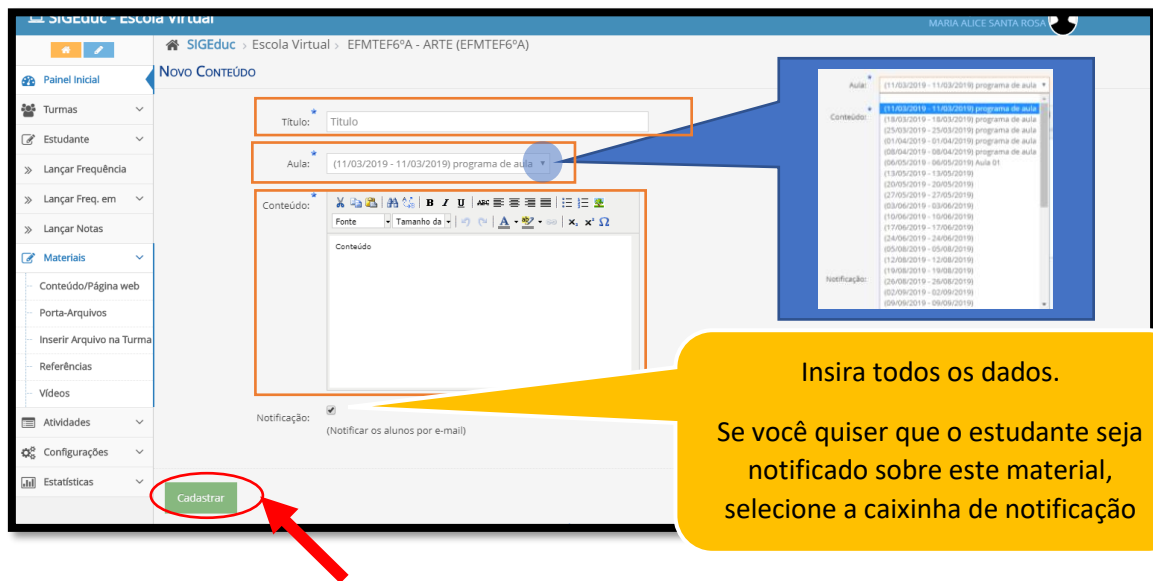 SIGEduc - Escola Virtual
MARIA ALICE SANTA ROSA
SIGEduc > Escola Virtual > EFMTEF6ºA - ARTE (EFMTEF6ºA)
Painel Inicial
Turmas
Estudante
Lançar Frequência
Lançar Freq. em
Lançar Notas
Materiais
Conteúdo/Página web
Porta-Arquivos
Inserir Arquivo na Turma
Referências
Vídeos
Atividades
Configurações
Estatísticas
Novo Conteúdo
Título: * Titulo
Aula: * (11/03/2019 - 11/03/2019) programa de aula
Conteúdo: *
B I U ABC
Fonte Tamanho da A x, x² Ω
Conteúdo
Notificação:
(Notificar os alunos por e-mail)
Cadastrar
Aula: * (11/03/2019 - 11/03/2019) programa de aula
Conteúdo: *
(11/03/2019 - 11/03/2019) programa de aula
(18/03/2019 - 18/03/2019) programa de aula
(25/03/2019 - 25/03/2019) programa de aula
(01/04/2019 - 01/04/2019) programa de aula
(08/04/2019 - 08/04/2019) programa de aula
(06/05/2019 - 06/05/2019) Aula 01
(13/05/2019 - 13/05/2019)
(20/05/2019 - 20/05/2019)
(27/05/2019 - 27/05/2019)
(03/06/2019 - 03/06/2019)
(10/06/2019 - 10/06/2019)
(17/06/2019 - 17/06/2019)
(24/06/2019 - 24/06/2019)
(05/08/2019 - 05/08/2019)
(12/08/2019 - 12/08/2019)
(19/08/2019 - 19/08/2019)
Notificação:
(26/08/2019 - 26/08/2019)
(02/09/2019 - 02/09/2019)
(09/09/2019 - 09/09/2019)
Insira todos os dados.
Se você quiser que o estudante seja
notificado sobre este material,
selecione a caixinha de notificação